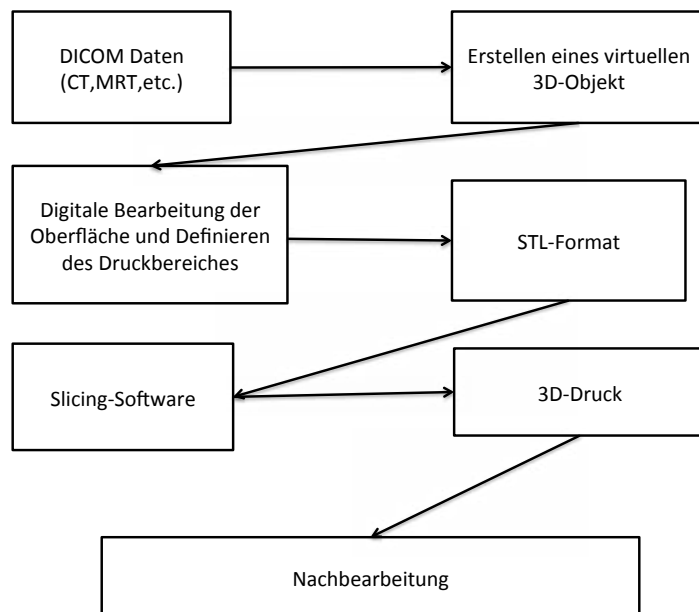 DICOM Daten
(CT,MRT,etc.)
Erstellen eines virtuellen
3D-Objekt
Digitale Bearbeitung der
Oberfläche und Definieren
des Druckbereiches
STL-Format
Slicing-Software
3D-Druck
Nachbearbeitung